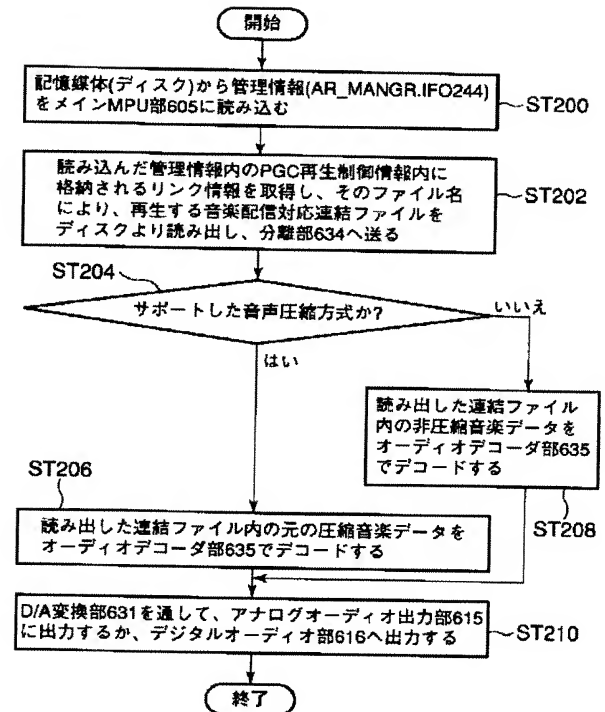 開始
記憶媒体(ディスク)から管理情報(AR_MANGR.IFO244)
をメインMPU部605に読み込む
ST200
読み込んだ管理情報内のPGC再生制御情報内に
格納されるリンク情報を取得し、そのファイル名
により、再生する音楽配信対応連結ファイルを
ディスクより読み出し、分離部634へ送る
ST202
ST204
サポートした音声圧縮方式か?
いいえ
はい
読み出した連結ファイル
内の非圧縮音楽データを
オーディオデコーダ部635
でデコードする
ST208
ST206
読み出した連結ファイル内の元の圧縮音楽データを
オーディオデコーダ部635でデコードする
D/A変換部631を通して、アナログオーディオ出力部615
に出力するか、デジタルオーディオ部616へ出力する
ST210
終了